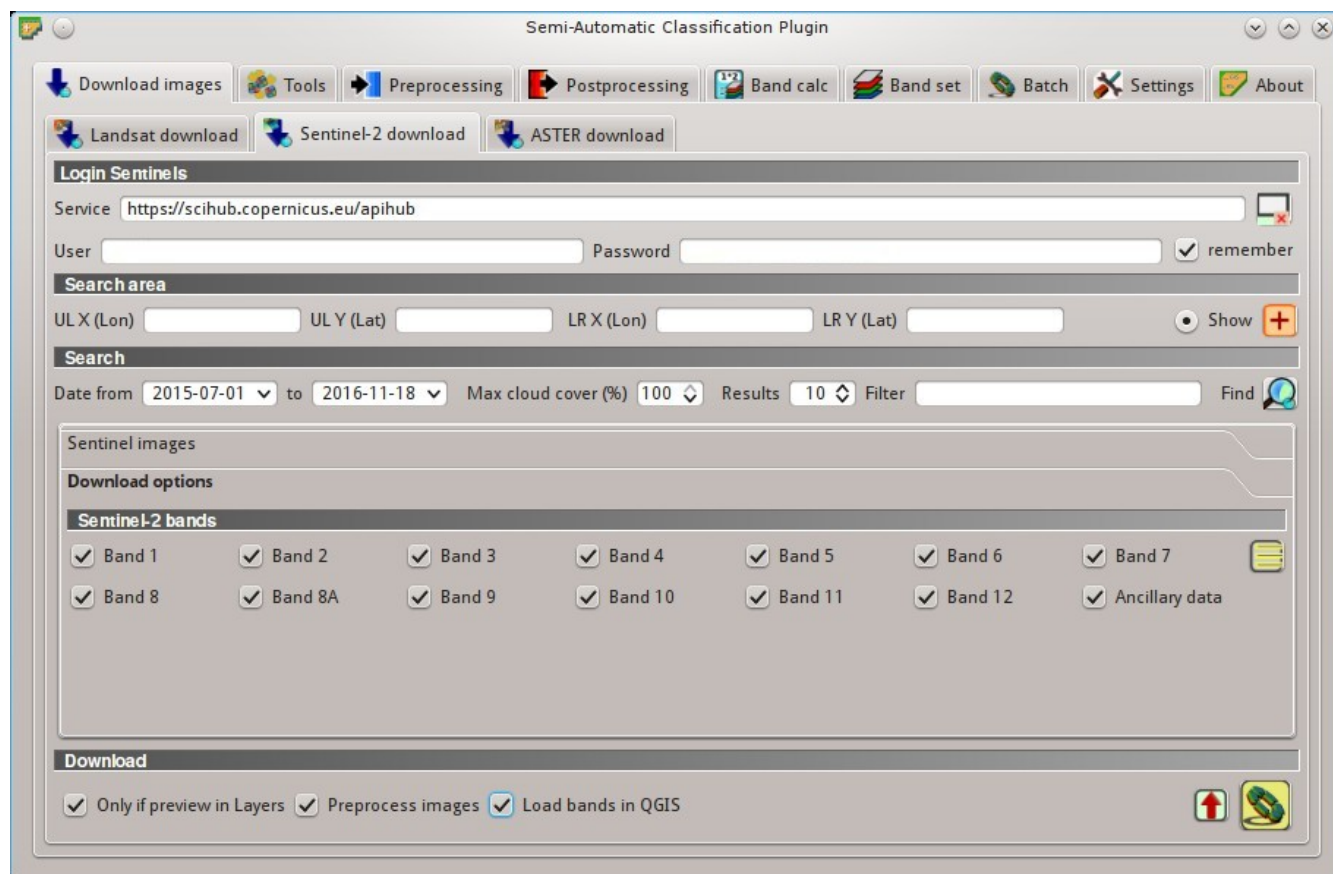 Semi-Automatic Classification Plugin
Download images Tools Preprocessing Postprocessing Band calc Band set Batch Settings About
Landsat download Sentinel-2 download ASTER download
Login Sentinels
Service https://scihub.copernicus.eu/apihub
User Password remember
Search area
UL X (Lon) UL Y (Lat) LR X (Lon) LR Y (Lat) Show
Search
Date from 2015-07-01 to 2016-11-18 Max cloud cover (%) 100 Results 10 Filter Find
Sentinel images
Download options
Sentinel-2 bands
Band 1 Band 2 Band 3 Band 4 Band 5 Band 6 Band 7
Band 8 Band 8A Band 9 Band 10 Band 11 Band 12 Ancillary data
Download
Only if preview in Layers Preprocess images Load bands in QGIS